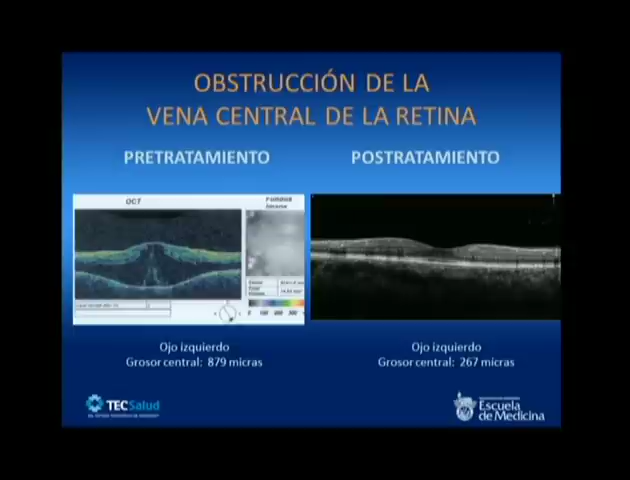 OBSTRUCCIÓN DE LA
VENA CENTRAL DE LA RETINA
PRETRATAMIENTO
POSTRATAMIENTO
OCT
Ojo izquierdo
Grosor central: 879 micras
Ojo izquierdo
Grosor central: 267 micras
TECSalud
Escuela
de Medicina